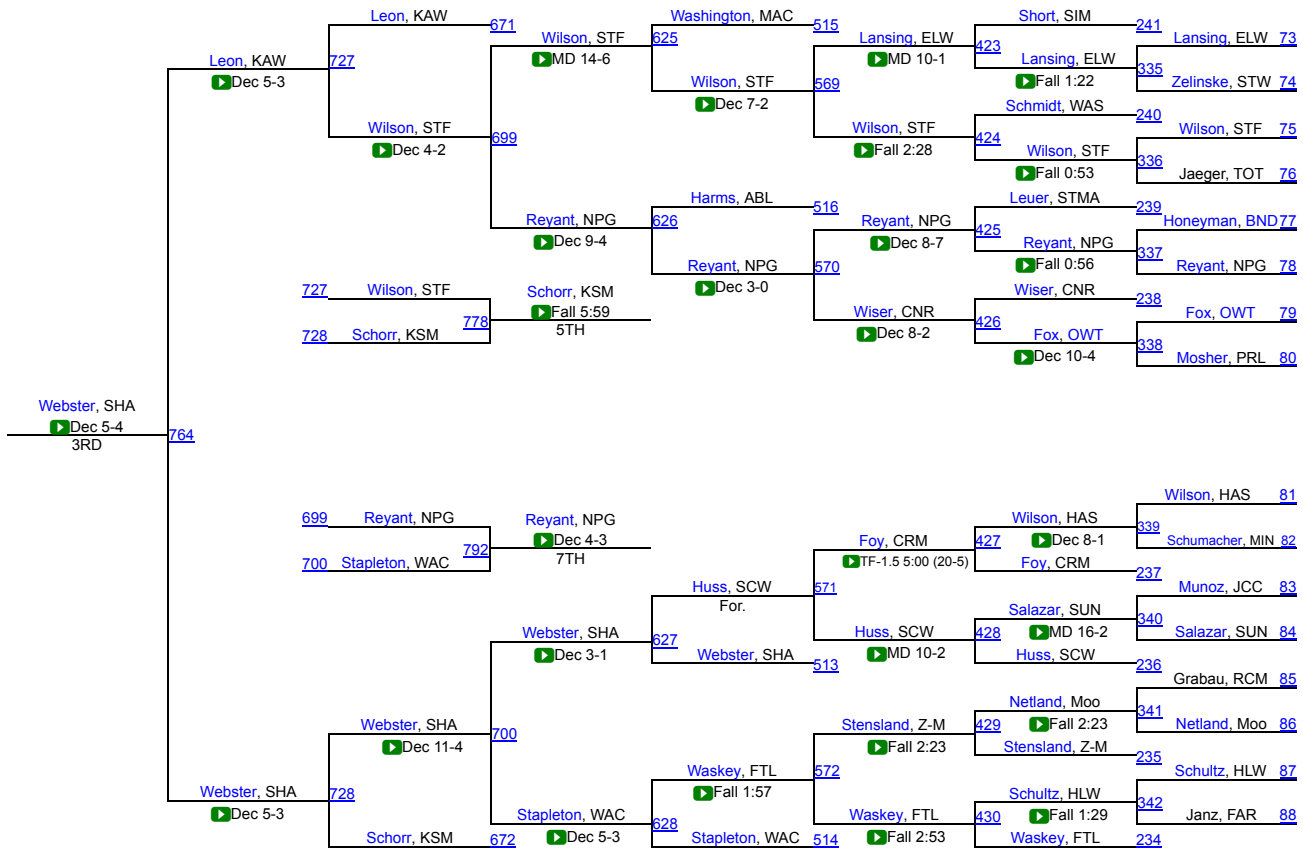 Leon, KAW
671
Washington, MAC
515
Short, SIM
241
Wilson, STF
625
Lansing, ELW
423
Lansing, ELW 73
MD 14-6
MD 10-1
Leon, KAW
727
Lansing, ELW
335
Dec 5-3
Wilson, STF
569
Fall 1:22
Zelinske, STW 74
Dec 7-2
Schmidt, WAS
240
Wilson, STF
699
Wilson, STF
424
Wilson, STF 75
Dec 4-2
Fall 2:28
Wilson, STF
336
Fall 0:53
Jaeger, TOT 76
Harms, ABL
516
Leuer, STMA
239
Reyant, NPG
626
Reyant, NPG
425
Honeyman, BND 77
Dec 9-4
Dec 8-7
Reyant, NPG
337
Reyant, NPG
570
Fall 0:56
Reyant, NPG 78
Dec 3-0
727 Wilson, STF
Schorr, KSM
Wiser, CNR
238
778
Fall 5:59
Wiser, CNR
426
Fox, OWT 79
728 Schorr, KSM
5TH
Dec 8-2
Fox, OWT
338
Dec 10-4
Mosher, PRL 80
Webster, SHA
Dec 5-4
764
3RD
Wilson, HAS 81
699 Reyant, NPG
Reyant, NPG
Wilson, HAS
339
792
Dec 4-3
Foy, CRM
427
Dec 8-1
Schumacher, MIN 82
700 Stapleton, WAC
7TH
TF-1.5 5:00 (20-5)
Foy, CRM
237
Huss, SCW
571
Munoz, JCC 83
For.
Salazar, SUN
340
Webster, SHA
627
Huss, SCW
428
MD 16-2
Salazar, SUN 84
Dec 3-1
Webster, SHA
513
MD 10-2
Huss, SCW
236
Grabau, RCM 85
Netland, Moo
341
Webster, SHA
700
Stensland, Z-M
429
Fall 2:23
Netland, Moo 86
Dec 11-4
Fall 2:23
Stensland, Z-M
235
Waskey, FTL
572
Schultz, HLW 87
Webster, SHA
728
Fall 1:57
Schultz, HLW
342
Dec 5-3
Stapleton, WAC
628
Waskey, FTL
430
Fall 1:29
Janz, FAR 88
Schorr, KSM
672
Dec 5-3
Stapleton, WAC
514
Fall 2:53
Waskey, FTL
234